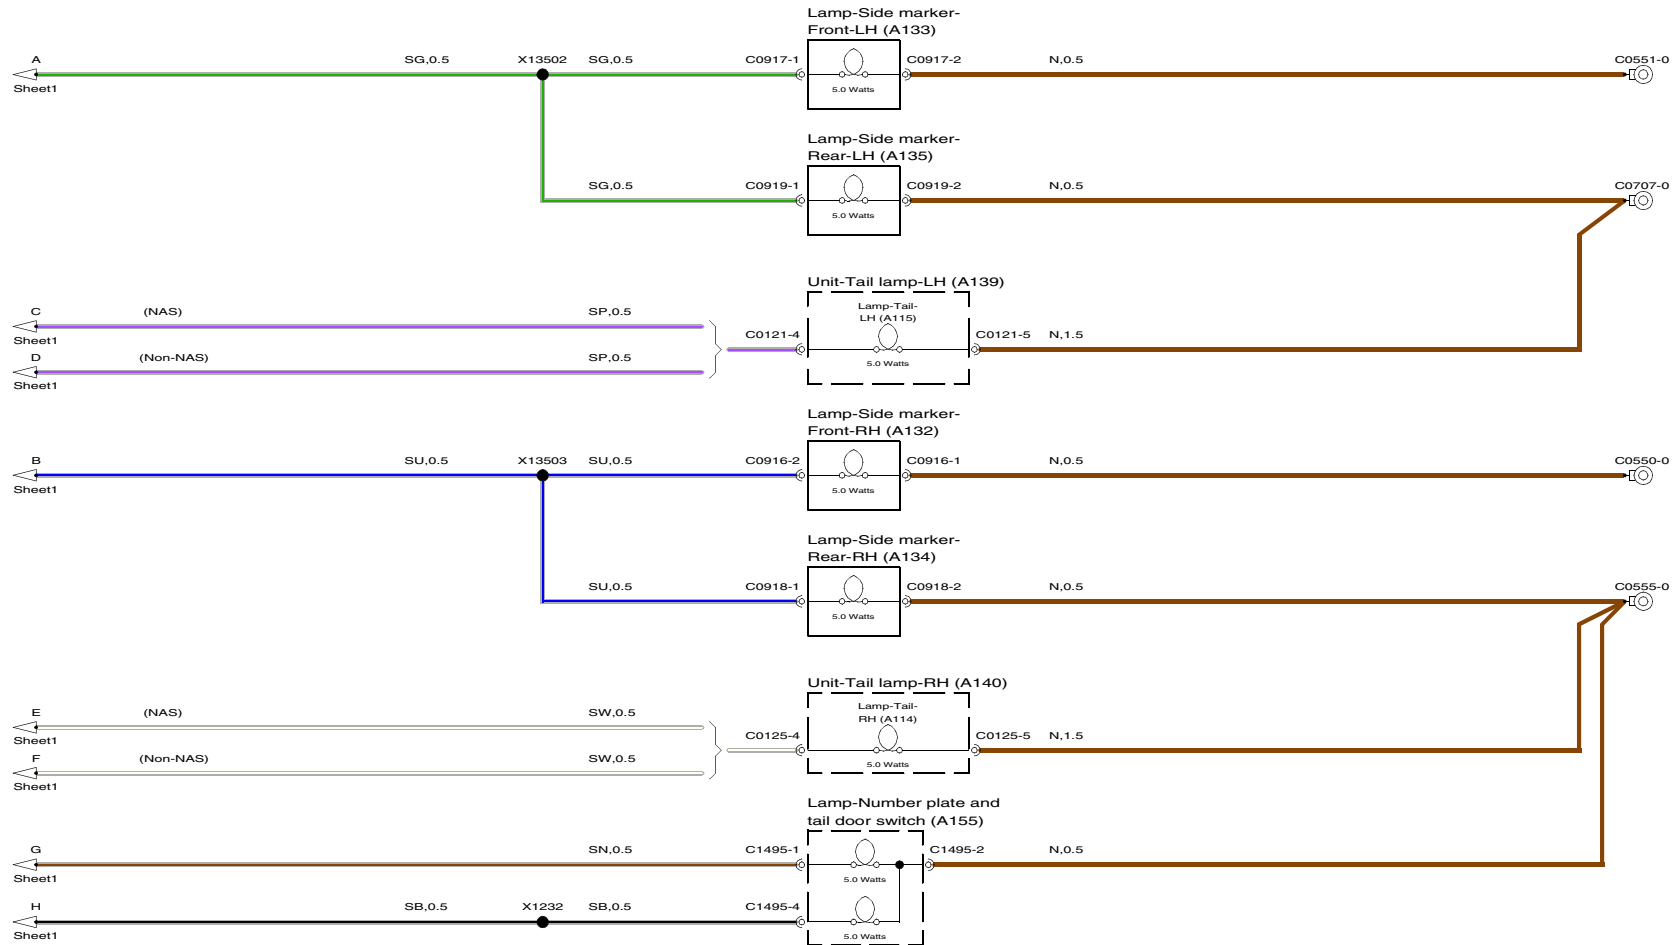 Lamp-Side marker-
Front-LH (A133)
A
SG,0.5
X13502
SG,0.5
C0917-1
C0917-2
N,0.5
C0551-0
Sheet1
5.0 Watts
Lamp-Side marker-
Rear-LH (A135)
SG,0.5
C0919-1
C0919-2
N,0.5
C0707-0
5.0 Watts
Unit-Tail lamp-LH (A139)
C
(NAS)
SP,0.5
Lamp-Tail-
LH (A115)
Sheet1
C0121-4
C0121-5
N,1.5
D
(Non-NAS)
SP,0.5
5.0 Watts
Sheet1
Lamp-Side marker-
Front-RH (A132)
B
SU,0.5
X13503
SU,0.5
C0916-2
C0916-1
N,0.5
C0550-0
Sheet1
5.0 Watts
Lamp-Side marker-
Rear-RH (A134)
SU,0.5
C0918-1
C0918-2
N,0.5
C0555-0
5.0 Watts
Unit-Tail lamp-RH (A140)
E
(NAS)
SW,0.5
Lamp-Tail-
RH (A114)
Sheet1
C0125-4
C0125-5
N,1.5
F
(Non-NAS)
SW,0.5
5.0 Watts
Sheet1
Lamp-Number plate and
tail door switch (A155)
G
SN,0.5
C1495-1
C1495-2
N,0.5
Sheet1
5.0 Watts
H
SB,0.5
X1232
SB,0.5
C1495-4
Sheet1
5.0 Watts